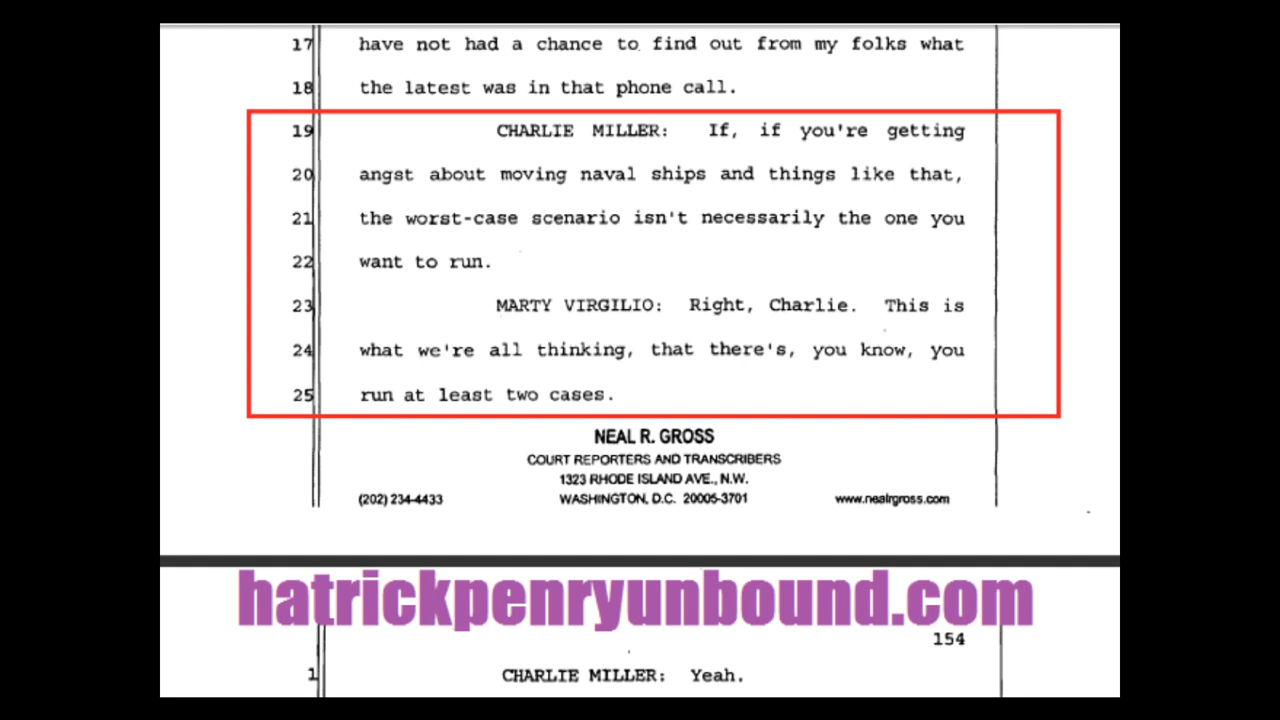 17 have not had a chance to find out from my folks what
18 the latest was in that phone call.
19 CHARLIE MILLER: If, if you're getting
20 angst about moving naval ships and things like that,
21 the worst-case scenario isn't necessarily the one you
22 want to run.
23 MARTY VIRGILIO: Right, Charlie. This is
24 what we're all thinking, that there's, you know, you
25 run at least two cases.
NEAL R. GROSS
COURT REPORTERS AND TRANSCRIBERS
1323 RHODE ISLAND AVE., N.W.
(202) 234-4433 WASHINGTON, D.C. 20005-3701 www.nealrgross.com
hatrickpenryunbound.com
154
1 CHARLIE MILLER: Yeah.